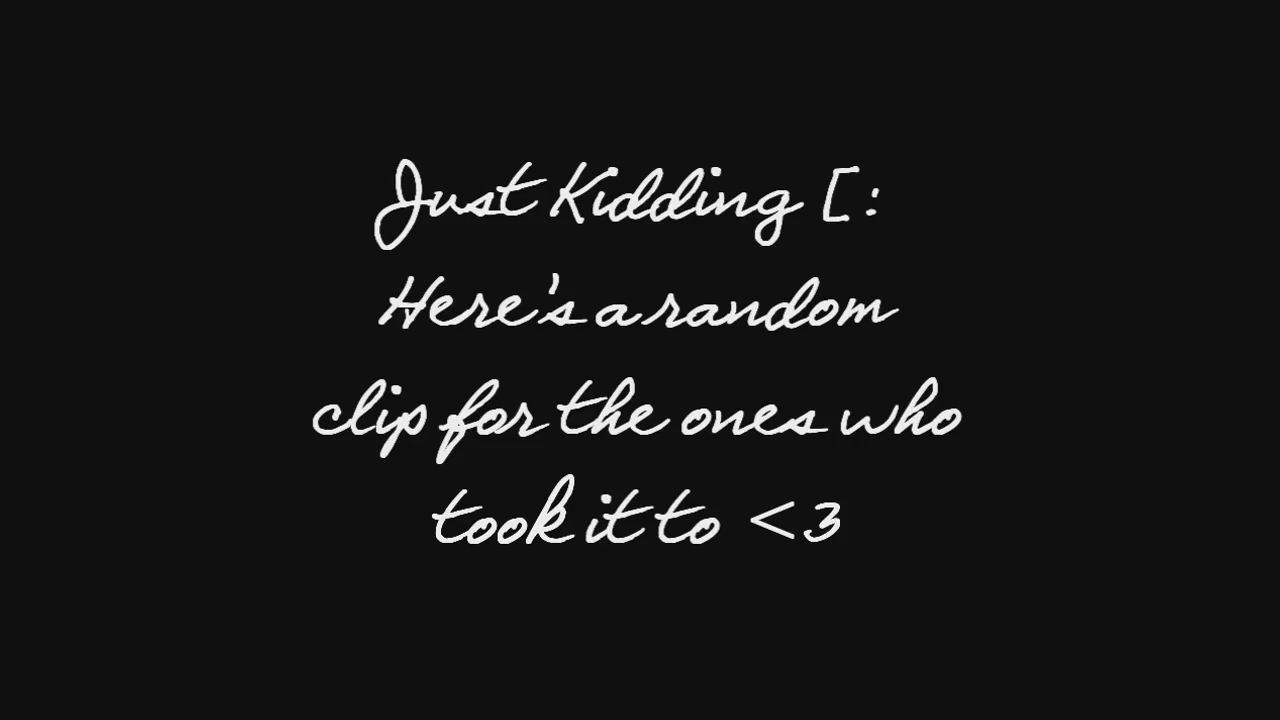 Just Kidding [:
Here's a random
clip for the ones who
took it to <3